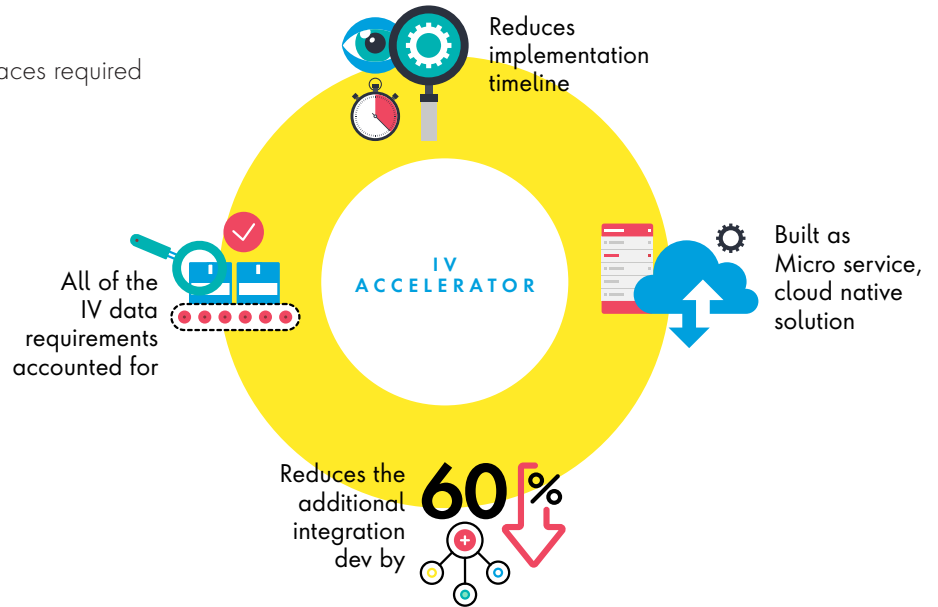 Reduces
implementation
timeline
required
IV
ACCELERATOR
Built as
Micro service,
cloud native
solution
All of the
IV data
requirements
accounted for
Reduces the
additional
integration
dev by
60%